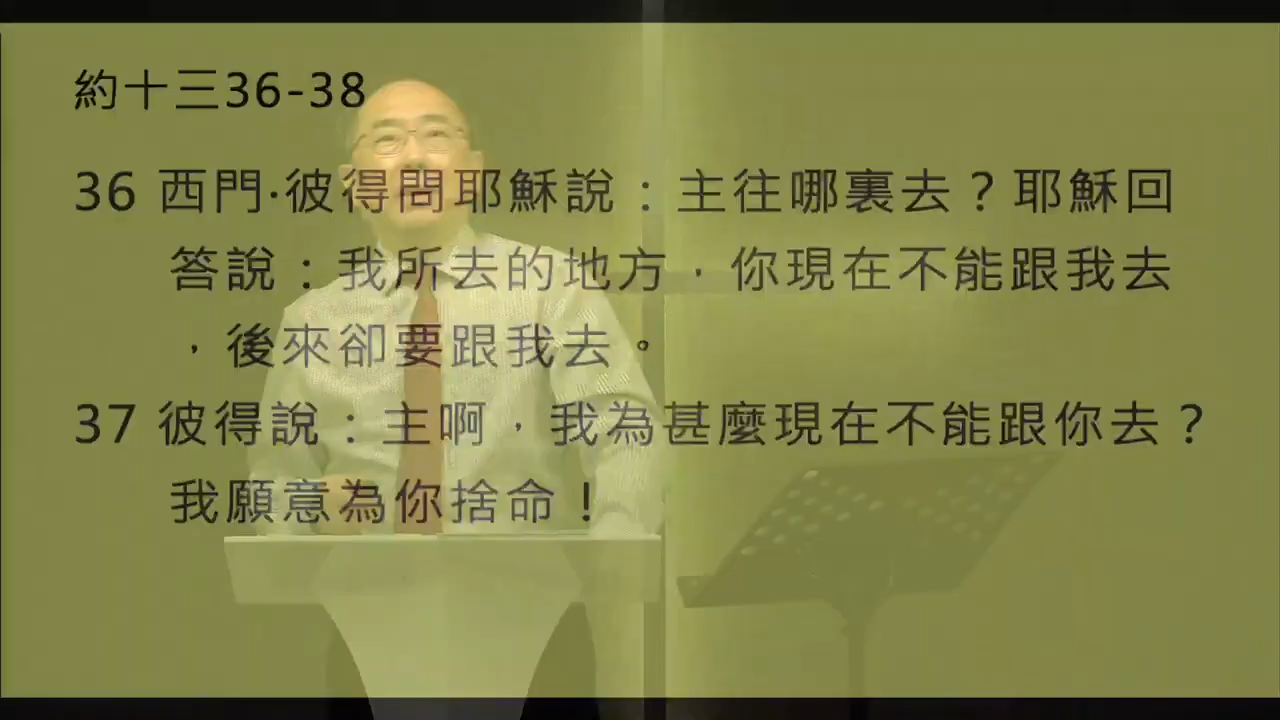 約十三36-38
36 西門·彼得問耶穌說：主往哪裏去？耶穌回
答說：我所去的地方，你現在不能跟我去
，後來卻要跟我去。
37 彼得說：主啊，我為甚麼現在不能跟你去？
我願意為你捨命！